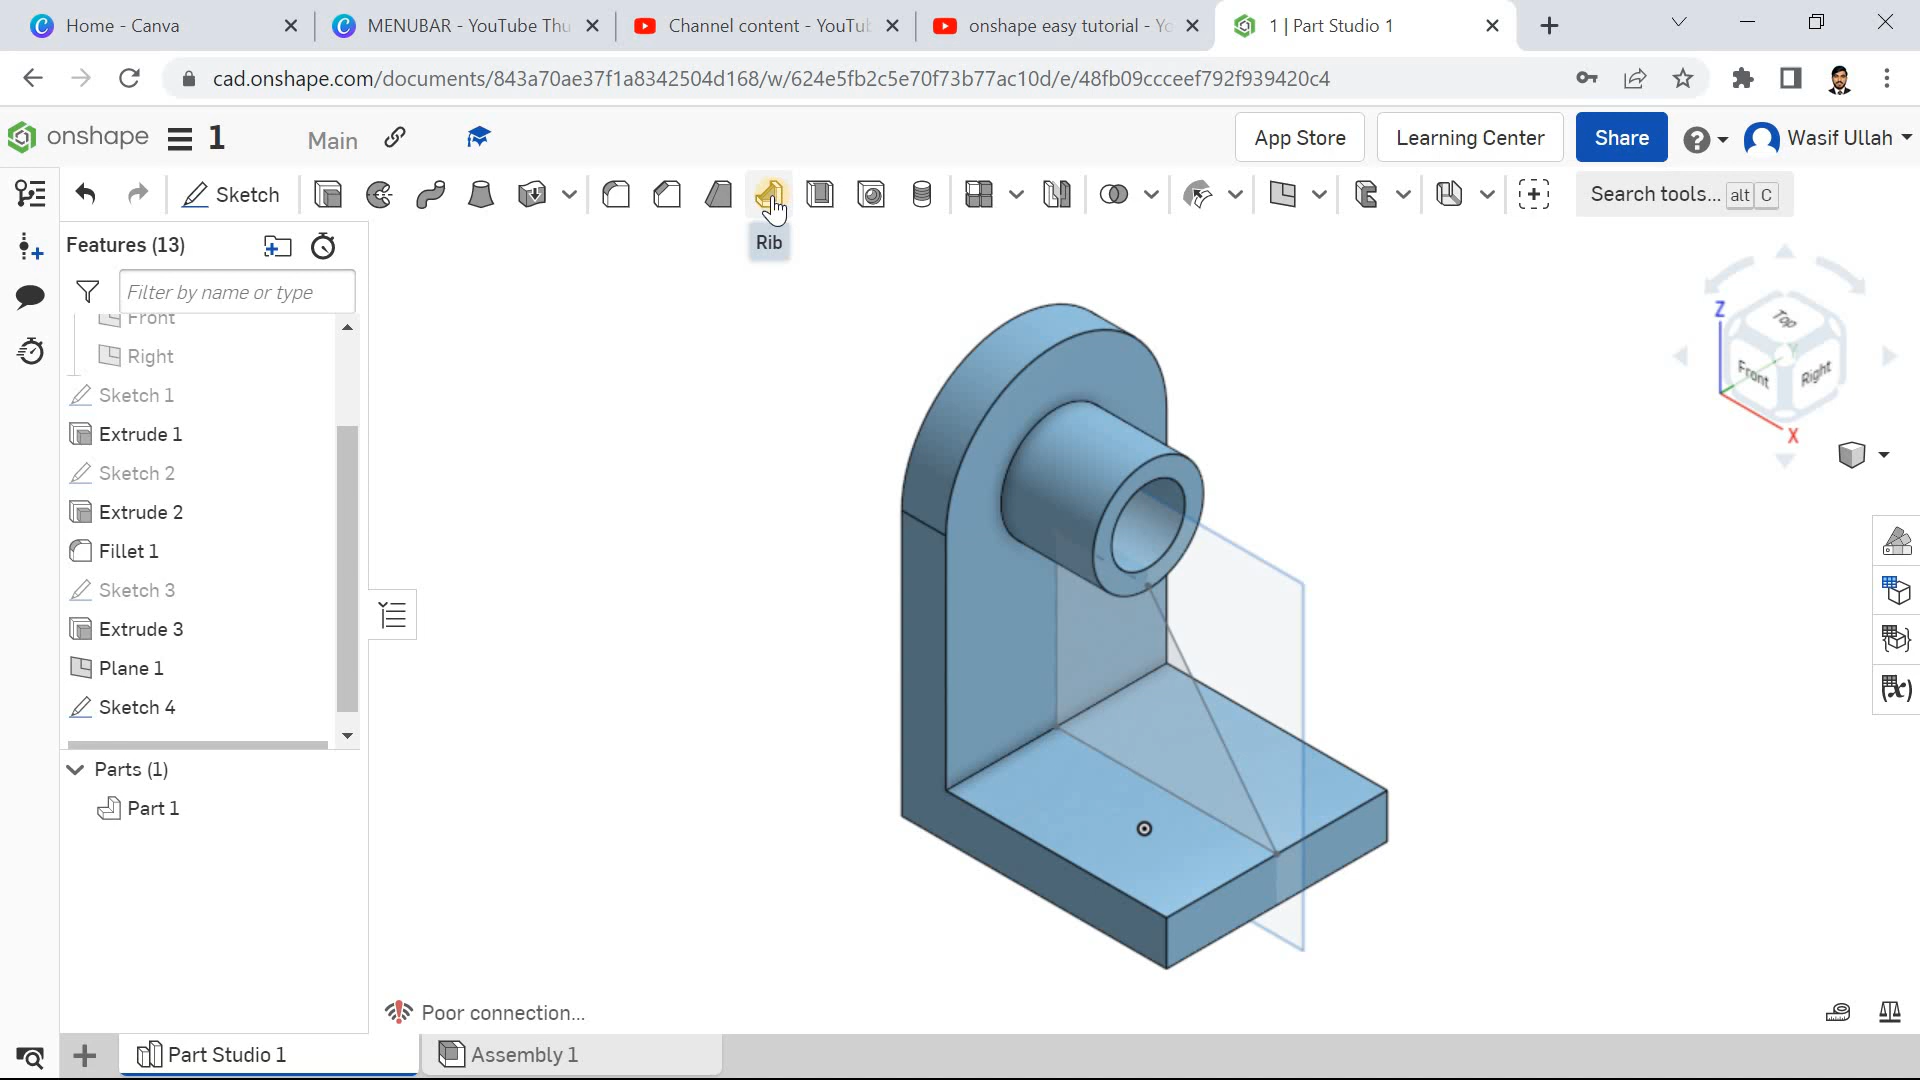 Home - Canva
MENUBAR - YouTube Thu
Channel content - YouTu
onshape easy tutorial - Yo
1 | Part Studio 1
cad.onshape.com/documents/843a70ae37f1a8342504d168/w/624e5fb2c5e70f73b77ac10d/e/48fb09ccceef792f939420c4
onshape
1
Main
App Store
Learning Center
Share
Wasif Ullah
Sketch
Search tools... alt C
Rib
Features (13)
Filter by name or type
Front
Right
Sketch 1
Extrude 1
Sketch 2
Extrude 2
Fillet 1
Sketch 3
Extrude 3
Plane 1
Sketch 4
Parts (1)
Part 1
Top
Front
Right
Z
Y
X
Poor connection...
Part Studio 1
Assembly 1